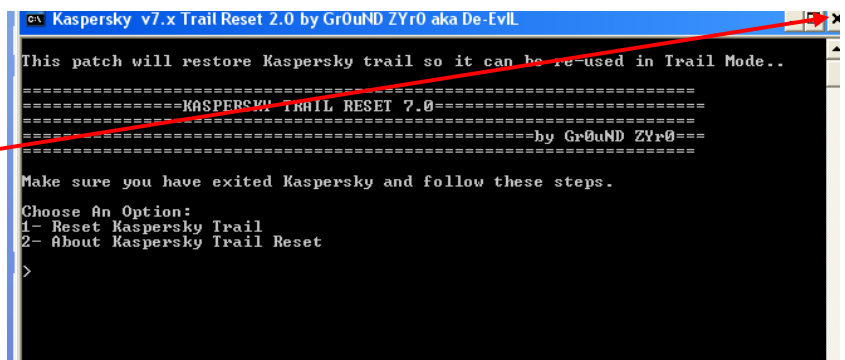 Kaspersky v7.x Trail Reset 2.0 by Gr0uND ZYr0 aka De-EvIL
This patch will restore Kaspersky trail so it can be re-used in Trail Mode..
====================================================================
================KASPERSKY TRAIL RESET 7.0===========================
====================================================================
====================================================by Gr0uND ZYr0===
====================================================================
Make sure you have exited Kaspersky and follow these steps.
Choose An Option:
1- Reset Kaspersky Trail
2- About Kaspersky Trail Reset
>